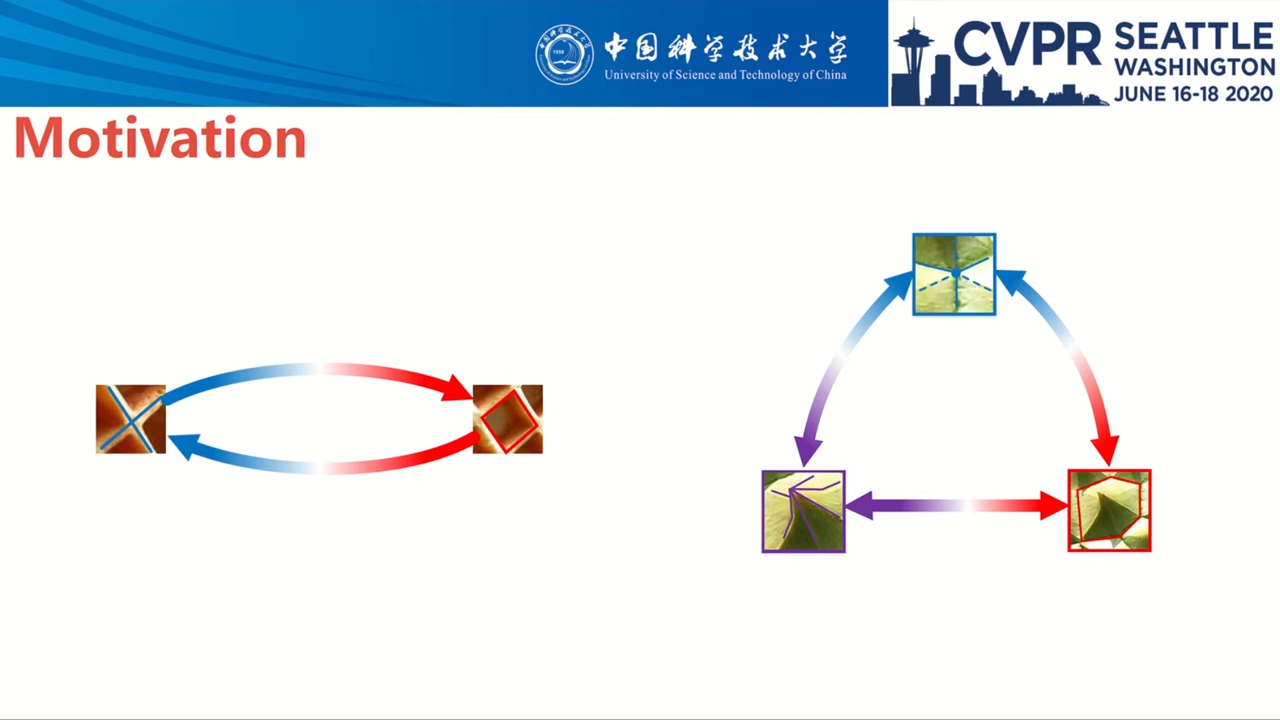 中国科学技术大学
University of Science and Technology of China
CVPR SEATTLE
WASHINGTON
JUNE 16-18 2020
Motivation